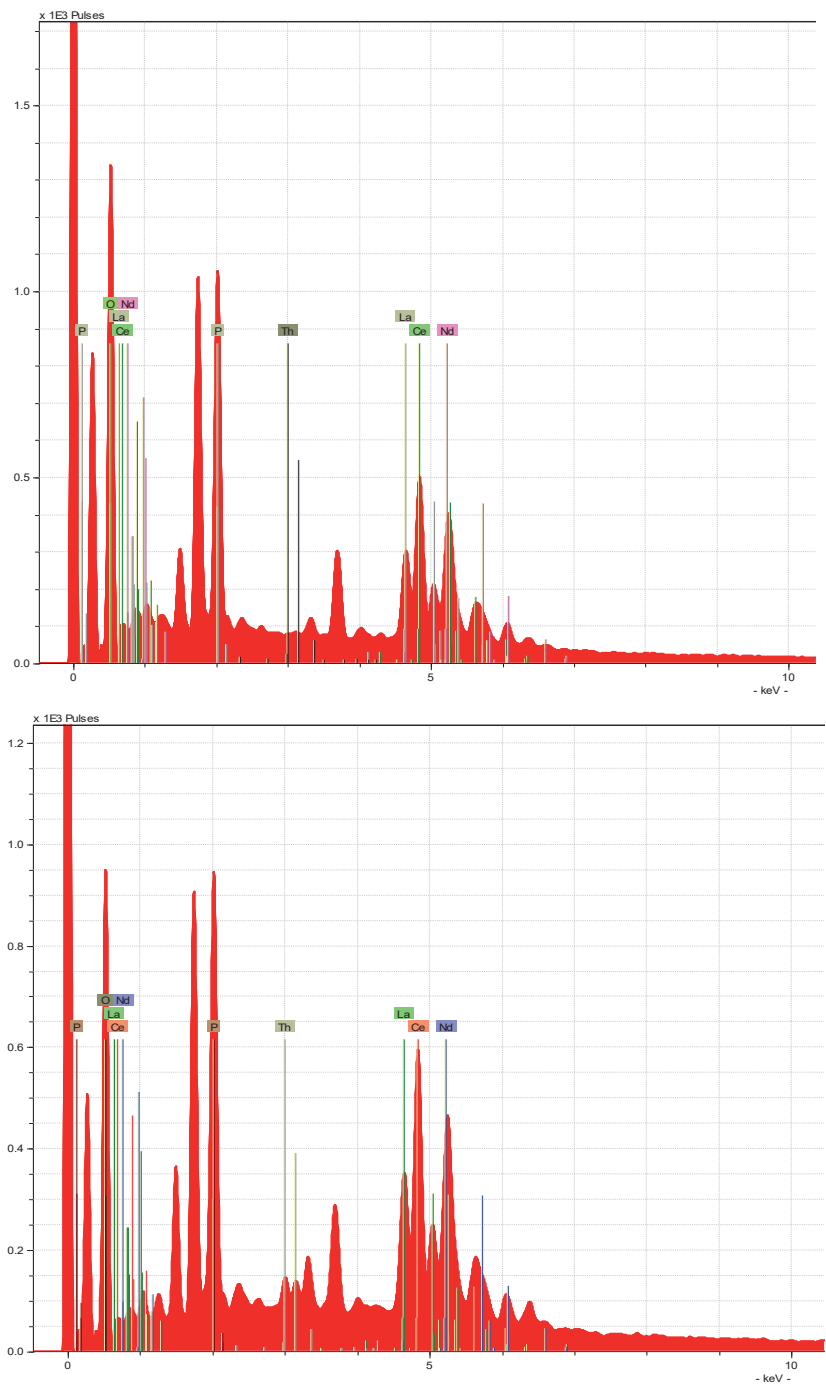 x 1E3 Pulses
1.5
1.0
O Nd
La
P Ce P Th La Ce Nd
0.5
0.0
0 5 10
- keV -
x 1E3 Pulses
1.2
1.0
0.8
O Nd
La La
P Ce P Th Ce Nd
0.6
0.4
0.2
0.0
0 5 10
- keV -